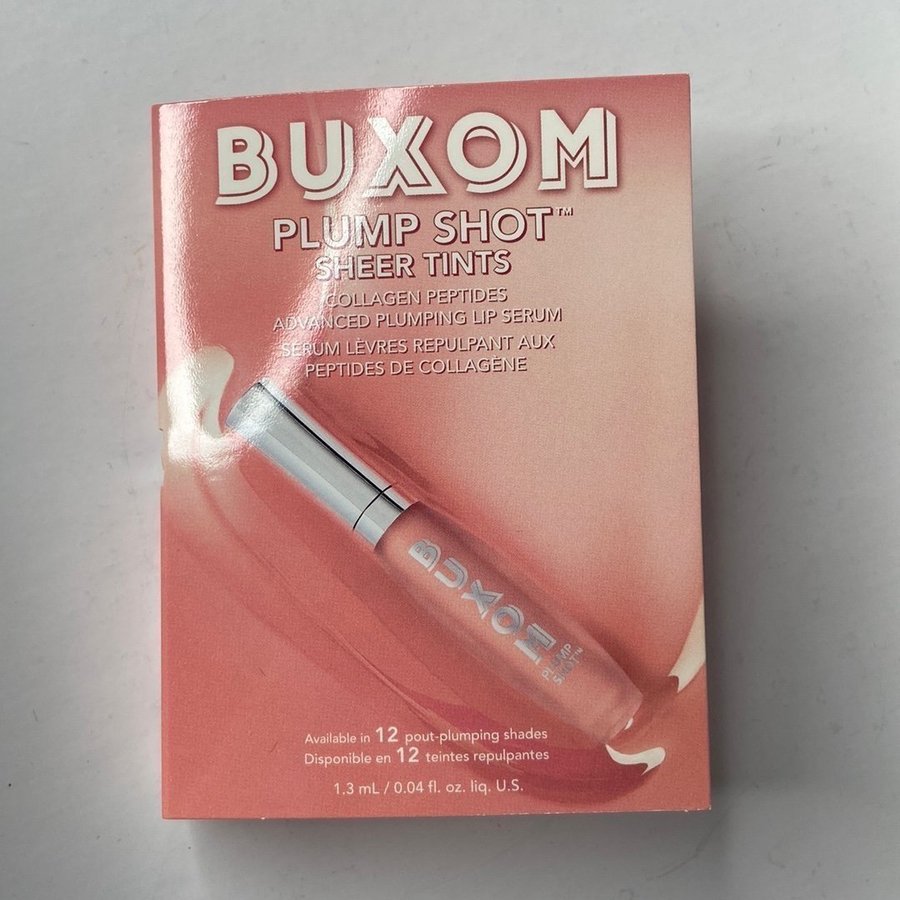 BUXOM
PLUMP SHOT™
SHEER TINTS
COLLAGEN PEPTIDES
ADVANCED PLUMPING LIP SERUM
SÉRUM LÈVRES REPULPANT AUX
PEPTIDES DE COLLAGÈNE
BUXOM
PLUMP
SHOT™
Available in 12 pout-plumping shades
Disponible en 12 teintes repulpantes
1.3 mL / 0.04 fl. oz. liq. U.S.